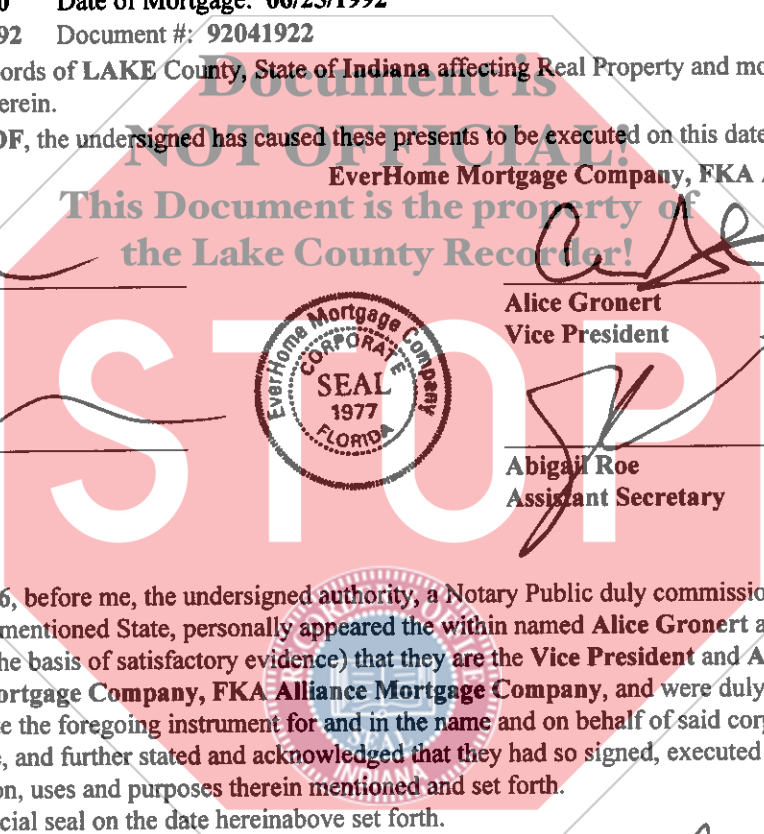 0 Date of Mortgage: 06/23/1992
92 Document #: 92041922
ords of LAKE County, State of Indiana affecting Real Property and mo
erein.
OF, the undersigned has caused these presents to be executed on this date
Document is
NOT OFFICIAL!
This Document is the property of
the Lake County Recorder!
EverHome Mortgage Company, FKA
Alice Gronert
Vice President
EverHome Mortgage Company
CORPORATE
SEAL
1977
FLORIDA
STOP
Abigail Roe
Assistant Secretary
6, before me, the undersigned authority, a Notary Public duly commissio
mentioned State, personally appeared the within named Alice Gronert a
he basis of satisfactory evidence) that they are the Vice President and A
ortgage Company, FKA Alliance Mortgage Company, and were duly
e the foregoing instrument for and in the name and on behalf of said corp
e, and further stated and acknowledged that they had so signed, executed
on, uses and purposes therein mentioned and set forth.
cial seal on the date hereinabove set forth.
SEAL
INDIANA